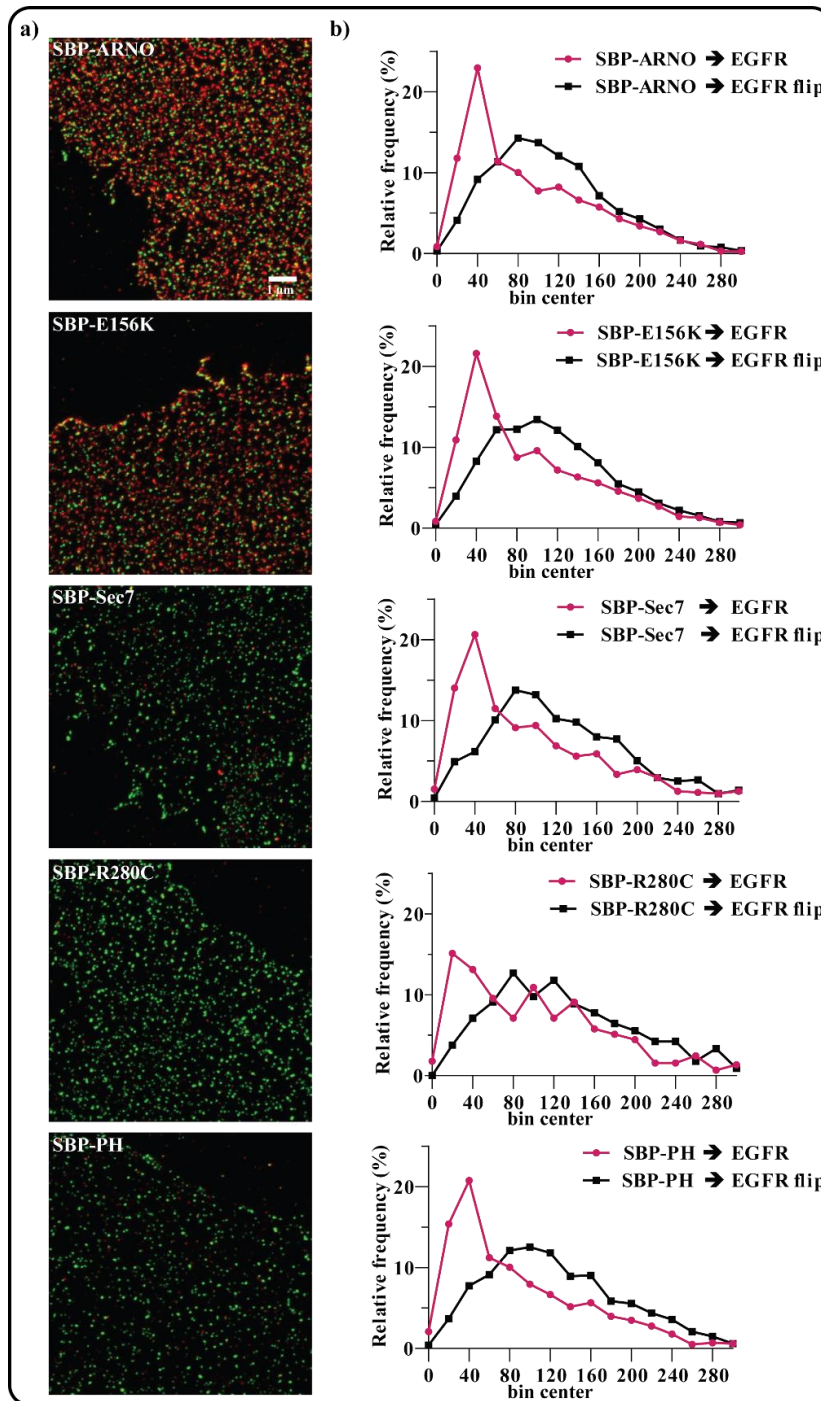 a)
b)
SBP-ARNO
1 µm
SBP-ARNO ➔ EGFR
SBP-ARNO ➔ EGFR flip
Relative frequency (%)
20
10
0
0 40 80 120 160 200 240 280
bin center
SBP-E156K
SBP-E156K ➔ EGFR
SBP-E156K ➔ EGFR flip
Relative frequency (%)
20
10
0
0 40 80 120 160 200 240 280
bin center
SBP-Sec7
SBP-Sec7 ➔ EGFR
SBP-Sec7 ➔ EGFR flip
Relative frequency (%)
20
10
0
0 40 80 120 160 200 240 280
bin center
SBP-R280C
SBP-R280C ➔ EGFR
SBP-R280C ➔ EGFR flip
Relative frequency (%)
20
10
0
0 40 80 120 160 200 240 280
bin center
SBP-PH
SBP-PH ➔ EGFR
SBP-PH ➔ EGFR flip
Relative frequency (%)
20
10
0
0 40 80 120 160 200 240 280
bin center